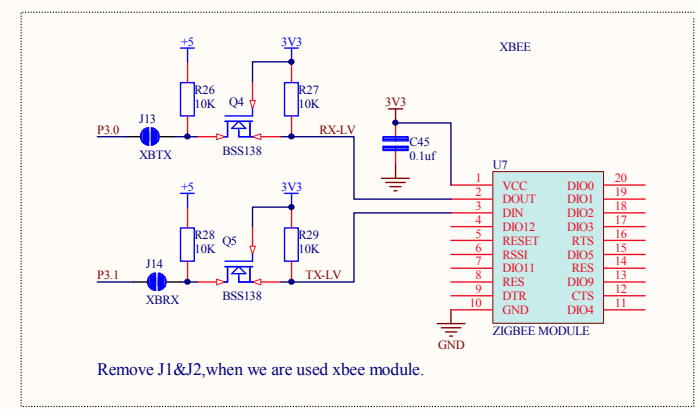 XBEE
+5
3V3
R26
10K
Q4
R27
10K
J13
P3.0
XBTX
BSS138
RX-LV
3V3
C45
0.1uf
+5
3V3
R28
10K
Q5
R29
10K
J14
P3.1
XBRX
BSS138
TX-LV
U7
1 VCC DIO0 20
2 DOUT DIO1 19
3 DIN DIO2 18
4 DIO12 DIO3 17
5 RESET RTS 16
6 RSSI DIO5 15
7 DIO11 RES 14
8 RES DIO9 13
9 DTR CTS 12
10 GND DIO4 11
ZIGBEE MODULE
GND
Remove J1&J2,when we are used xbee module.